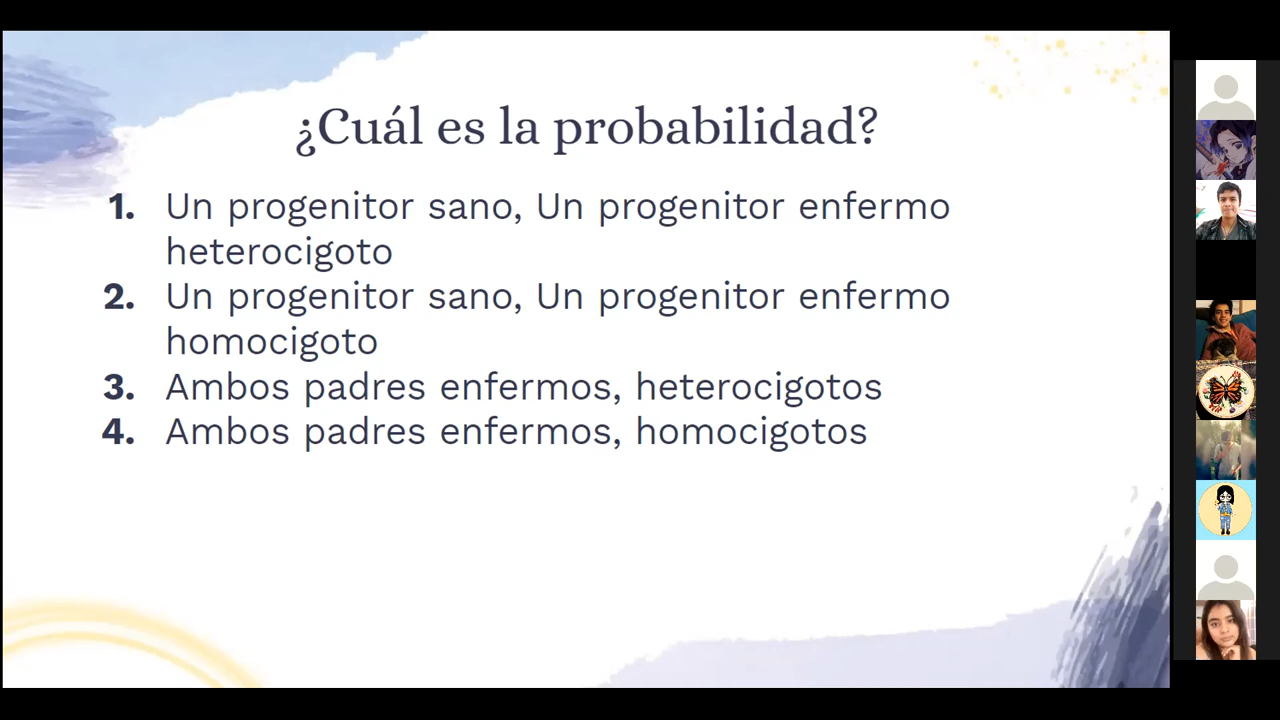 ¿Cuál es la probabilidad?
1. Un progenitor sano, Un progenitor enfermo
heterocigoto
2. Un progenitor sano, Un progenitor enfermo
homocigoto
3. Ambos padres enfermos, heterocigotos
4. Ambos padres enfermos, homocigotos